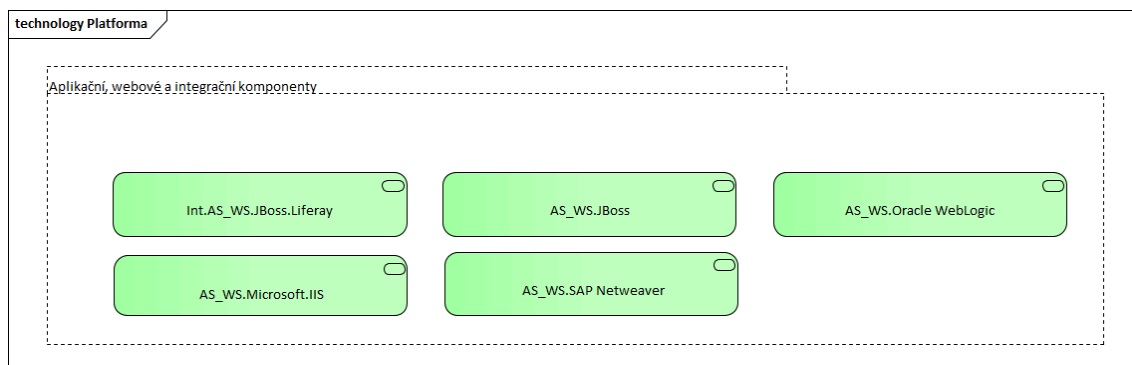 technology Platforma
Aplikační, webové a integrační komponenty
Int.AS_WS.JBoss.Liferay
AS_WS.JBoss
AS_WS.Oracle WebLogic
AS_WS.Microsoft.IIS
AS_WS.SAP Netweaver